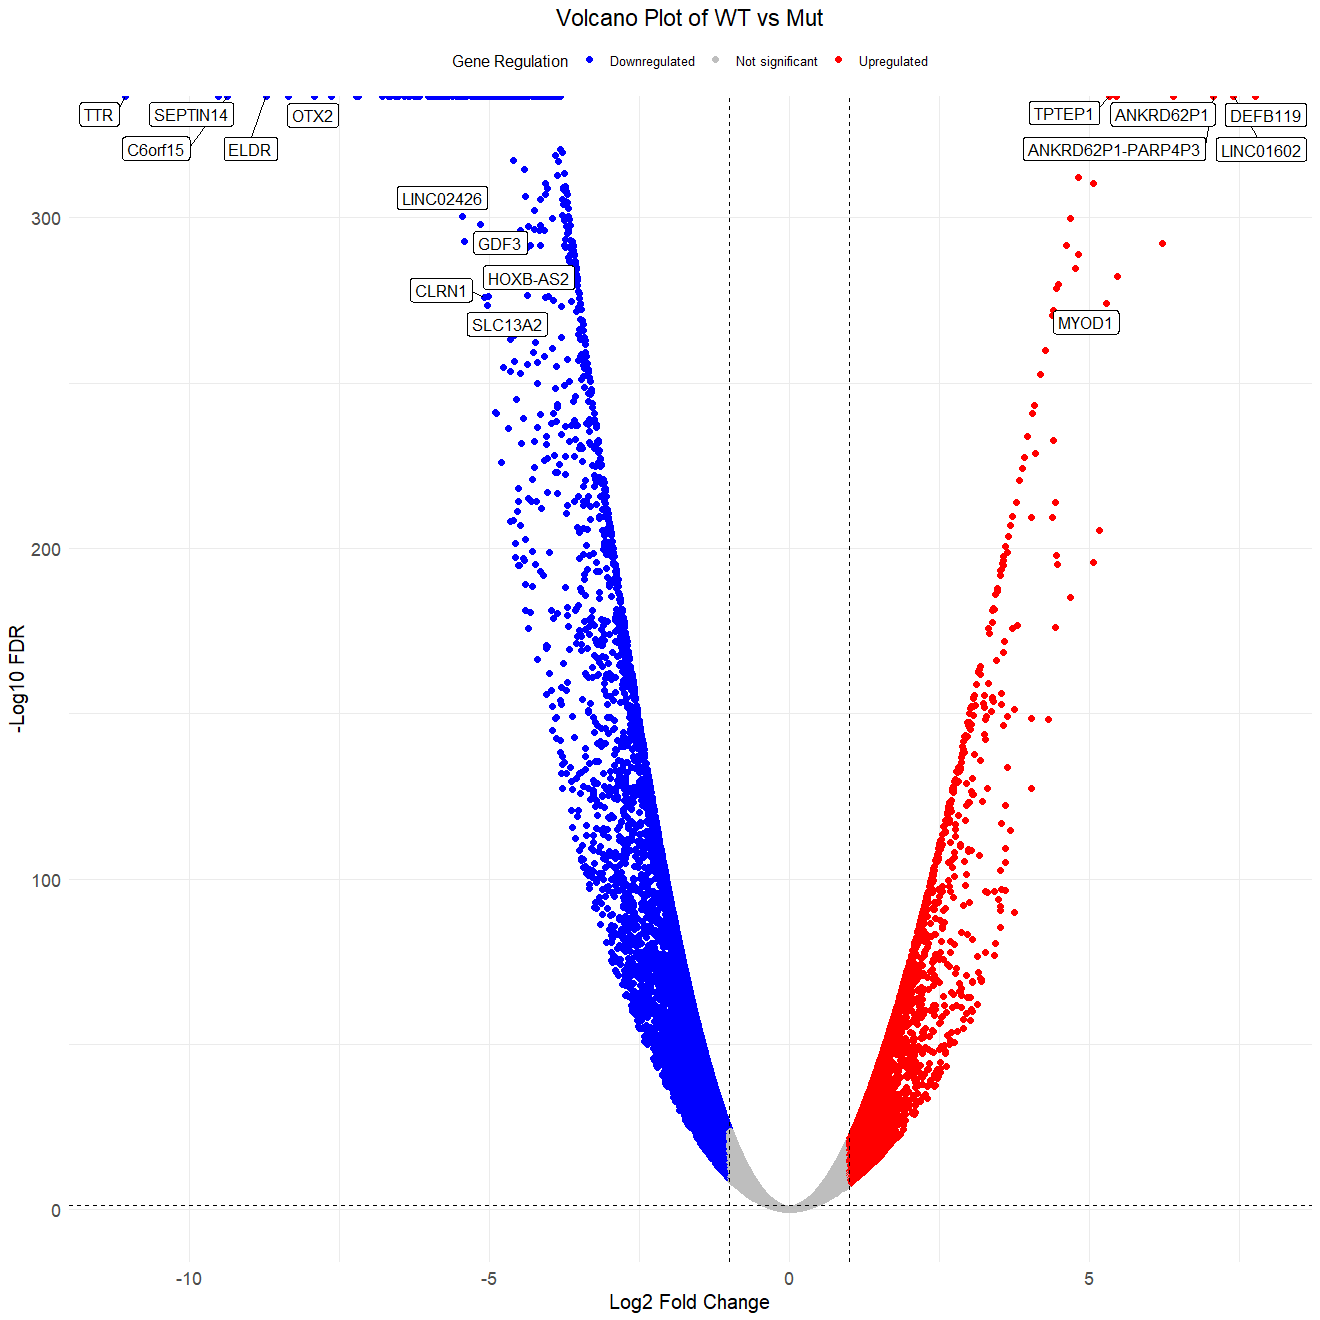 Volcano Plot of WT vs Mut
Gene Regulation Downregulated Not significant Upregulated
TTR
SEPTIN14
OTX2
C6orf15
ELDR
TPTEP1
ANKRD62P1
DEFB119
ANKRD62P1-PARP4P3
LINC01602
LINC02426
GDF3
HOXB-AS2
CLRN1
SLC13A2
MYOD1
300
200
100
0
-Log10 FDR
-10 -5 0 5
Log2 Fold Change